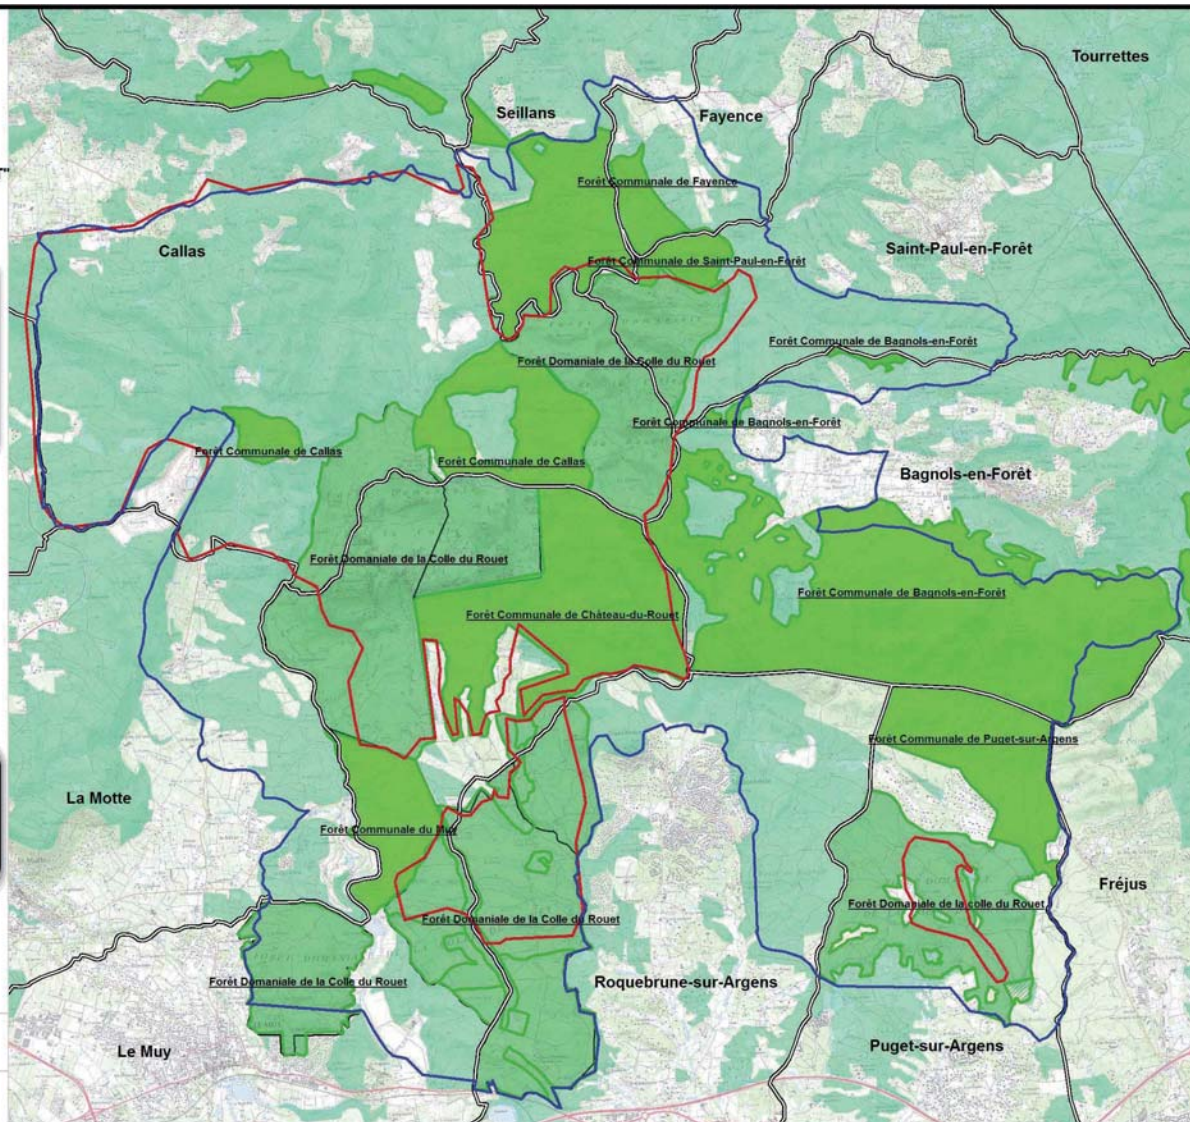 Tourrettes
Seillans
Fayence
Forêt Communale de Fayence
Callas
Saint-Paul-en-Forêt
Forêt Communale de Saint-Paul-en-Forêt
Forêt Communale de Bagnols-en-Forêt
Forêt Domaniale de la Colle du Rouet
Forêt Communale de Bagnols-en-Forêt
Forêt Communale de Callas
Forêt Communale de Callas
Bagnols-en-Forêt
Forêt Domaniale de la Colle du Rouet
Forêt Communale de Bagnols-en-Forêt
Forêt Communale de Château-du-Rouet
Forêt Communale de Puget-sur-Argens
La Motte
Forêt Communale du Muy
Fréjus
Forêt Domaniale de la colle du Rouet
Forêt Domaniale de la Colle du Rouet
Forêt Domaniale de la Colle du Rouet
Roquebrune-sur-Argens
Puget-sur-Argens
Le Muy